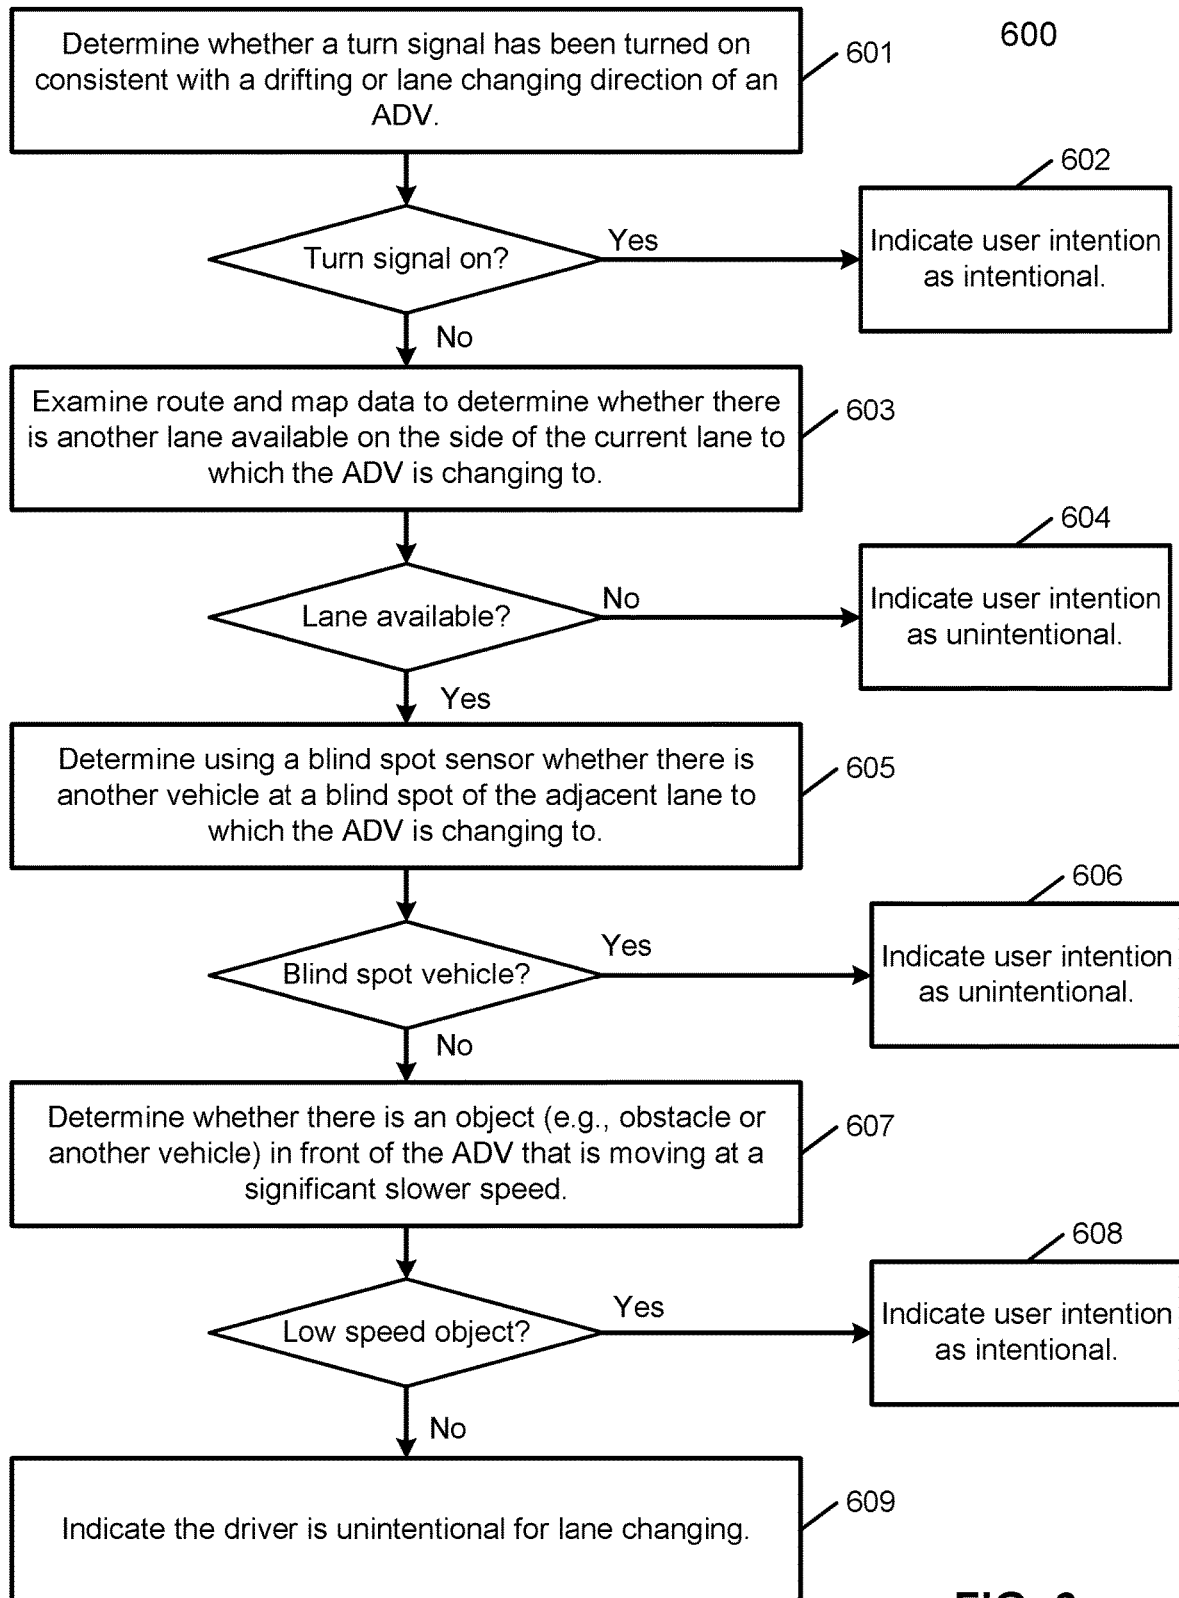 600
Determine whether a turn signal has been turned on
consistent with a drifting or lane changing direction of an
ADV.
601
602
Turn signal on?
Yes
Indicate user intention
as intentional.
No
Examine route and map data to determine whether there
is another lane available on the side of the current lane to
which the ADV is changing to.
603
604
Lane available?
No
Indicate user intention
as unintentional.
Yes
Determine using a blind spot sensor whether there is
another vehicle at a blind spot of the adjacent lane to
which the ADV is changing to.
605
606
Blind spot vehicle?
Yes
Indicate user intention
as unintentional.
No
Determine whether there is an object (e.g., obstacle or
another vehicle) in front of the ADV that is moving at a
significant slower speed.
607
608
Low speed object?
Yes
Indicate user intention
as intentional.
No
Indicate the driver is unintentional for lane changing.
609